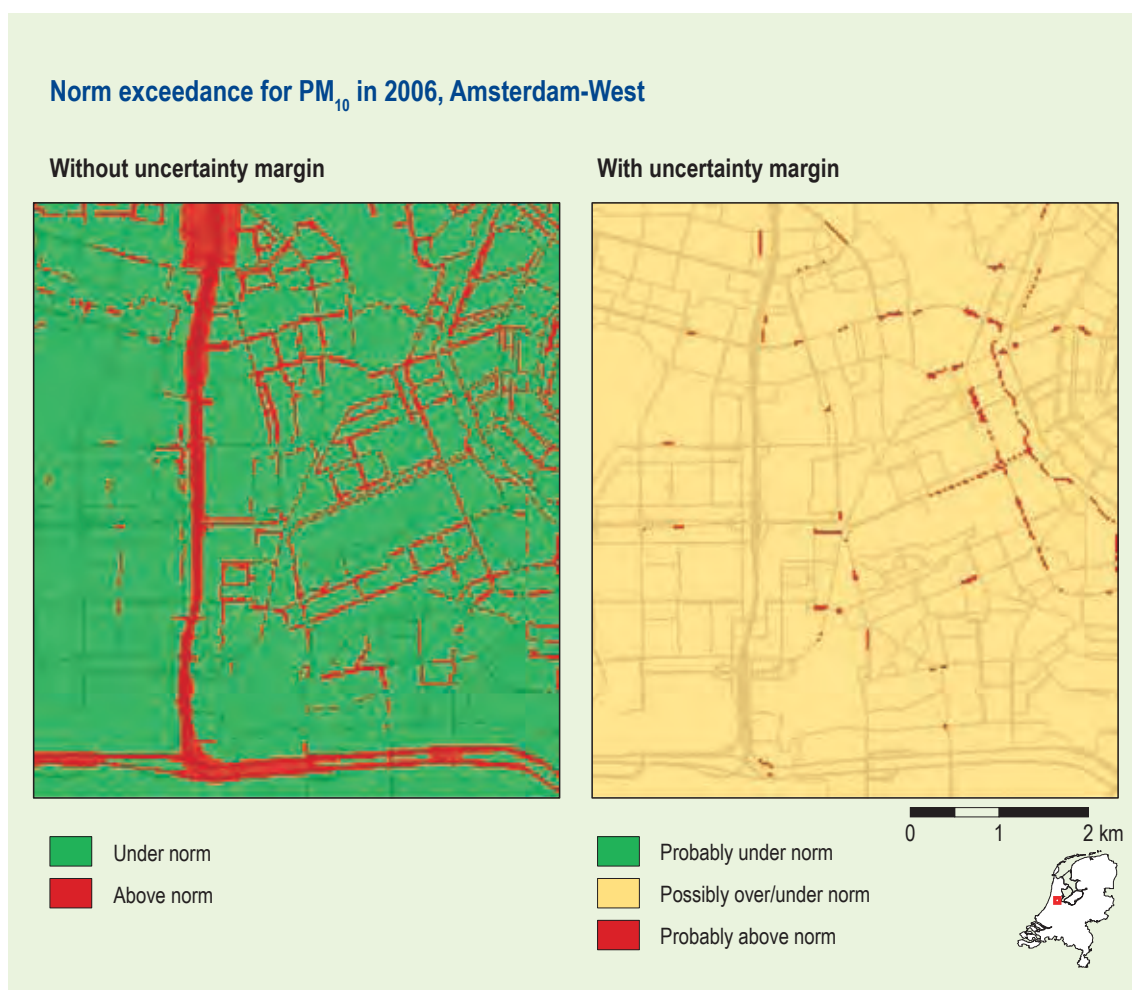 Norm exceedance for PM10 in 2006, Amsterdam-West
Without uncertainty margin
With uncertainty margin
0 1 2 km
Under norm
Above norm
Probably under norm
Possibly over/under norm
Probably above norm